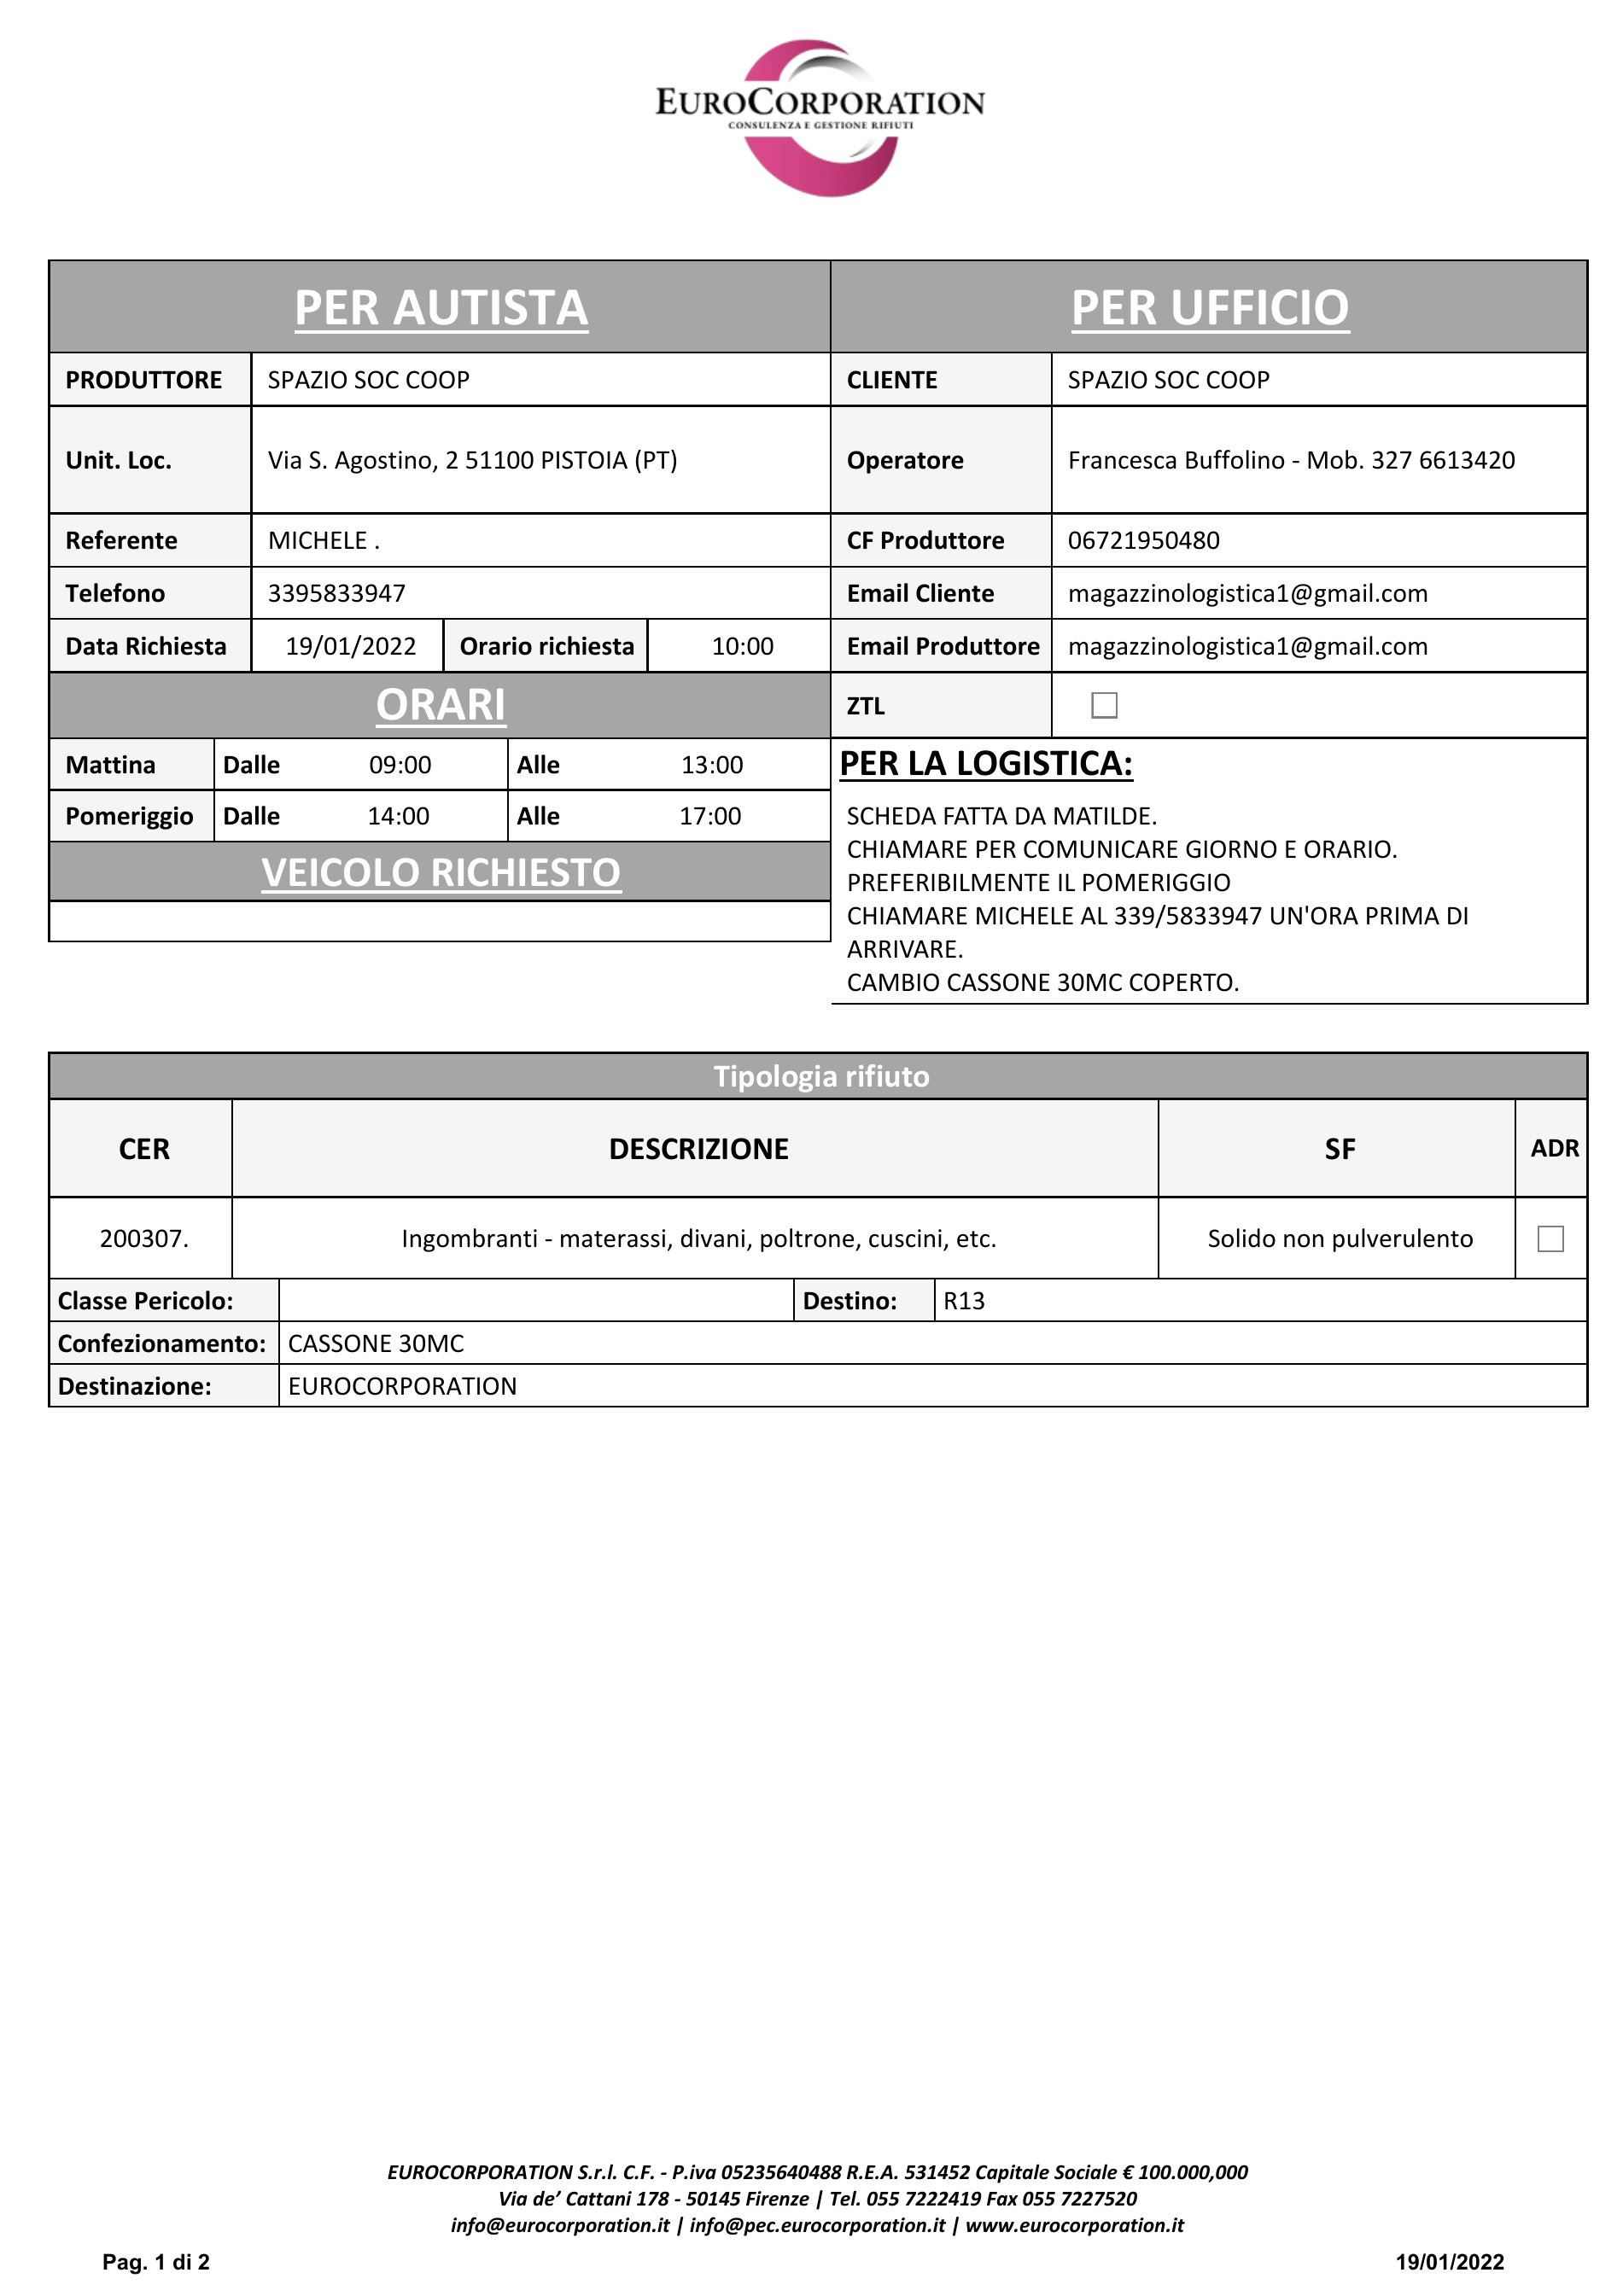 EUROCORPORATION
CONSULENZA E GESTIONE RIFIUTI
PER AUTISTA
PRODUTTORE SPAZIO SOC COOP
Unit. Loc. Via S. Agostino, 2 51100 PISTOIA (PT)
Referente MICHELE .
Telefono 3395833947
Data Richiesta 19/01/2022 Orario richiesta 10:00
ORARI
Mattina Dalle 09:00 Alle 13:00
Pomeriggio Dalle 14:00 Alle 17:00
VEICOLO RICHIESTO
PER UFFICIO
CLIENTE SPAZIO SOC COOP
Operatore Francesca Buffolino - Mob. 327 6613420
CF Produttore 06721950480
Email Cliente magazzinologistica1@gmail.com
Email Produttore magazzinologistica1@gmail.com
ZTL
PER LA LOGISTICA:
SCHEDA FATTA DA MATILDE.
CHIAMARE PER COMUNICARE GIORNO E ORARIO.
PREFERIBILMENTE IL POMERIGGIO
CHIAMARE MICHELE AL 339/5833947 UN'ORA PRIMA DI
ARRIVARE.
CAMBIO CASSONE 30MC COPERTO.
Tipologia rifiuto
CER DESCRIZIONE SF ADR
200307. Ingombranti - materassi, divani, poltrone, cuscini, etc. Solido non pulverulento
Classe Pericolo: Destino: R13
Confezionamento: CASSONE 30MC
Destinazione: EUROCORPORATION
EUROCORPORATION S.r.l. C.F. - P.iva 05235640488 R.E.A. 531452 Capitale Sociale € 100.000,000
Via de’ Cattani 178 - 50145 Firenze | Tel. 055 7222419 Fax 055 7227520
info@eurocorporation.it | info@pec.eurocorporation.it | www.eurocorporation.it
Pag. 1 di 2 19/01/2022